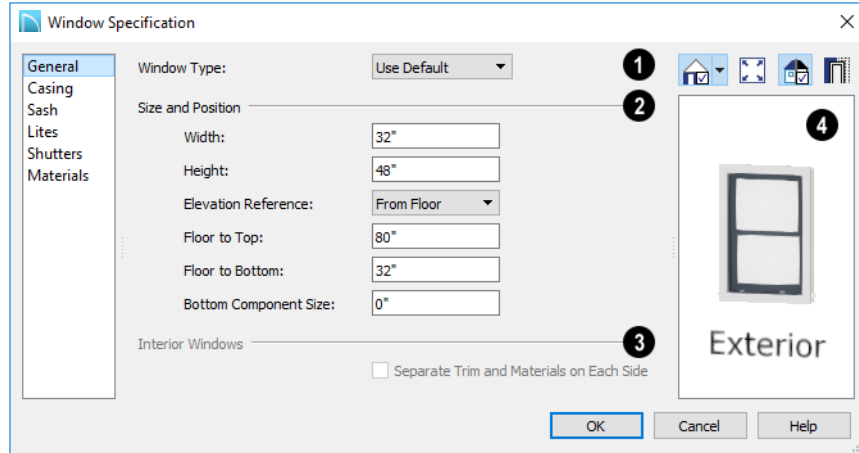 Window Specification
General
Casing
Sash
Lites
Shutters
Materials
Window Type: Use Default 1
Size and Position 2
Width: 32"
Height: 48"
Elevation Reference: From Floor
Floor to Top: 80"
Floor to Bottom: 32"
Bottom Component Size: 0"
Interior Windows 3
Separate Trim and Materials on Each Side
4
Exterior
OK Cancel Help